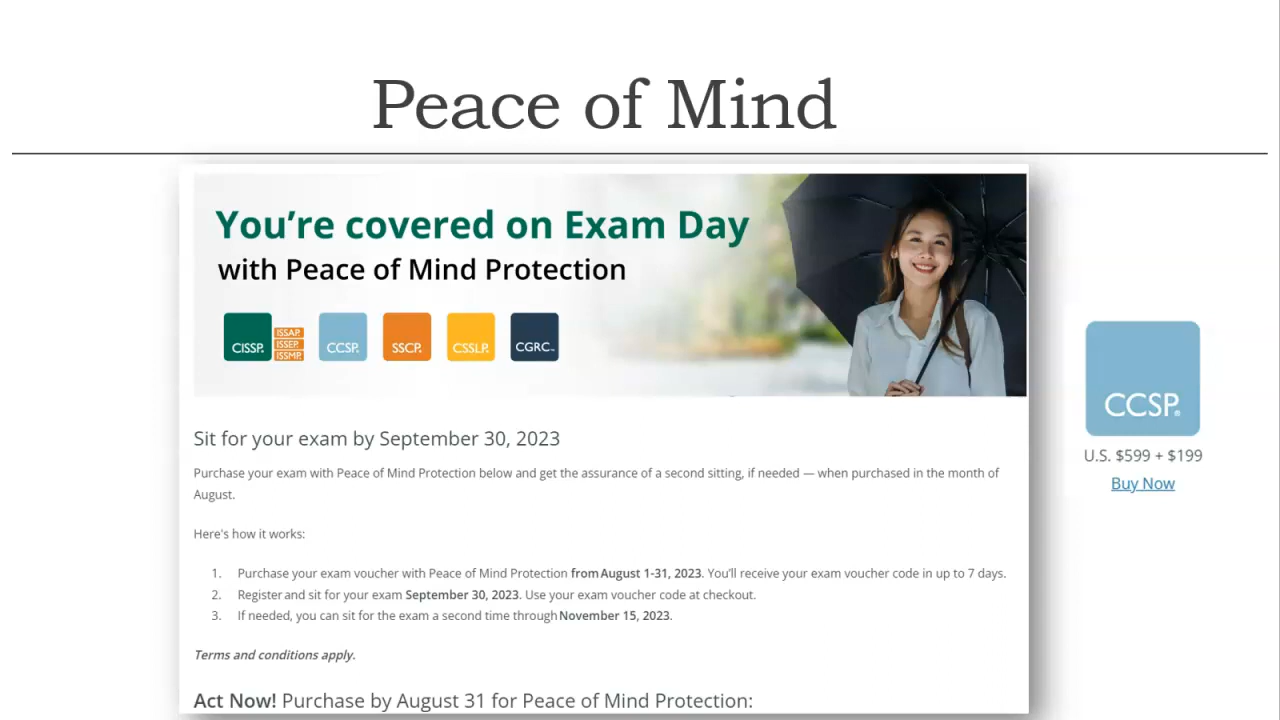 Peace of Mind
You're covered on Exam Day
with Peace of Mind Protection
CISSP® ISSAP® ISSEP® ISSMP® CCSP® SSCP® CSSLP® CGRC™
Sit for your exam by September 30, 2023
Purchase your exam with Peace of Mind Protection below and get the assurance of a second sitting, if needed — when purchased in the month of
August.
Here's how it works:
1. Purchase your exam voucher with Peace of Mind Protection from August 1-31, 2023. You'll receive your exam voucher code in up to 7 days.
2. Register and sit for your exam September 30, 2023. Use your exam voucher code at checkout.
3. If needed, you can sit for the exam a second time through November 15, 2023.
Terms and conditions apply.
Act Now! Purchase by August 31 for Peace of Mind Protection:
CCSP®
U.S. $599 + $199
Buy Now